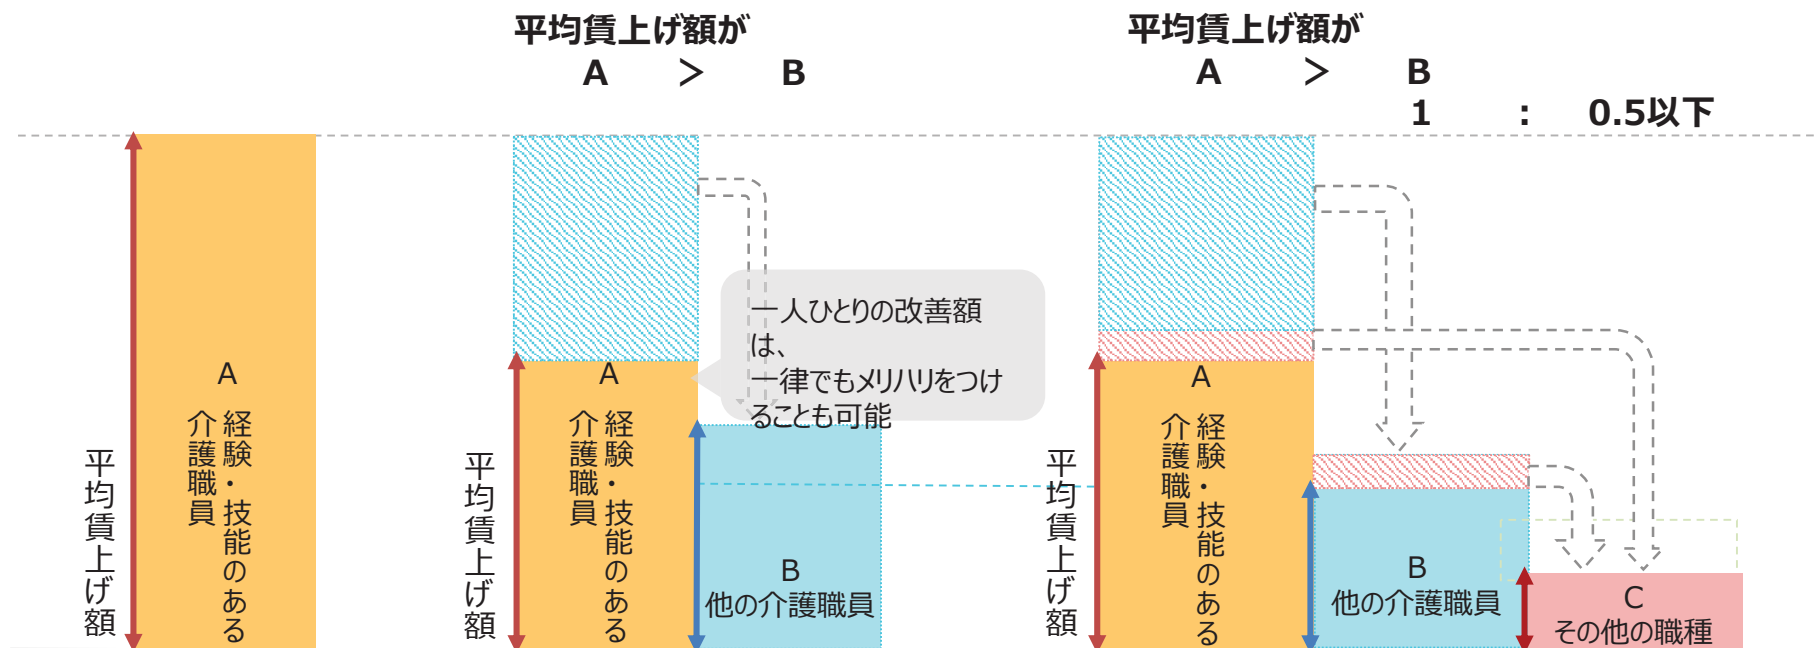 平均賃上げ額が
A > B
平均賃上げ額が
A > B
1 : 0.5以下
平均賃上げ額
A
経験・技能のある
介護職員
平均賃上げ額
A
経験・技能のある
介護職員
一人ひとりの改善額
は、
一律でもメリハリをつけ
ることも可能
B
他の介護職員
平均賃上げ額
A
経験・技能のある
介護職員
B
他の介護職員
C
その他の職種